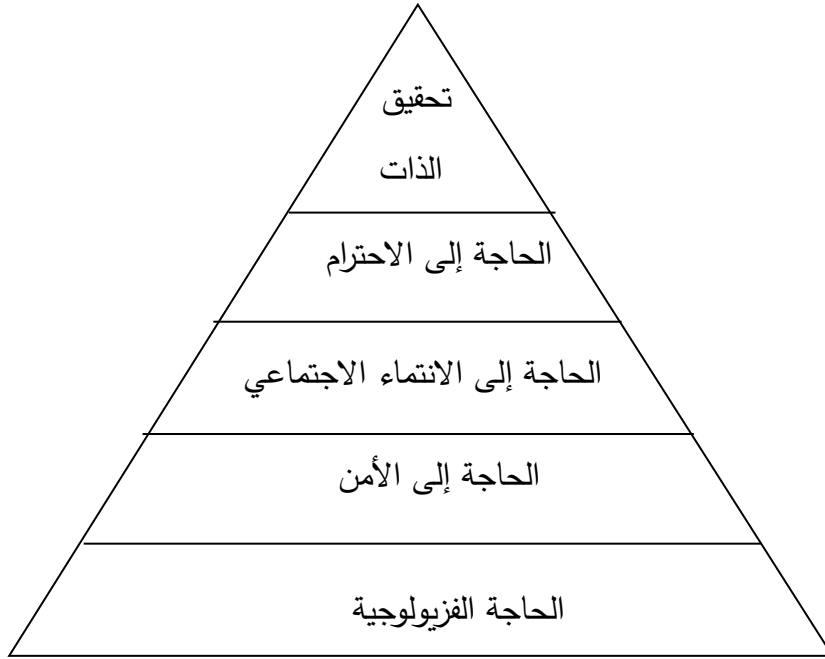 تحقيق
الذات
الحاجة إلى الاحترام
الحاجة إلى الانتماء الاجتماعي
الحاجة إلى الأمن
الحاجة الفزيولوجية